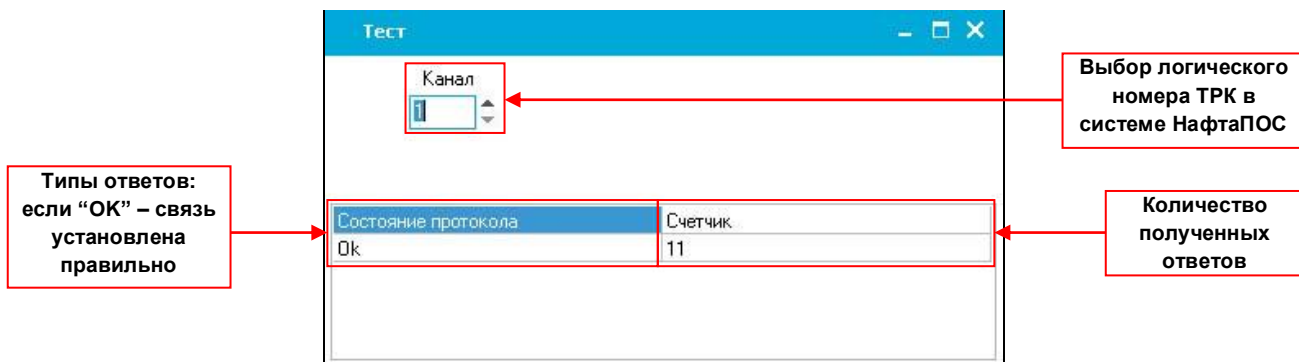 Тест
Канал
1
Выбор логического
номера ТРК в
системе НафтаПОС
Типы ответов:
если “OK” – связь
установлена
правильно
Состояние протокола
Счетчик
Ok
11
Количество
полученных
ответов